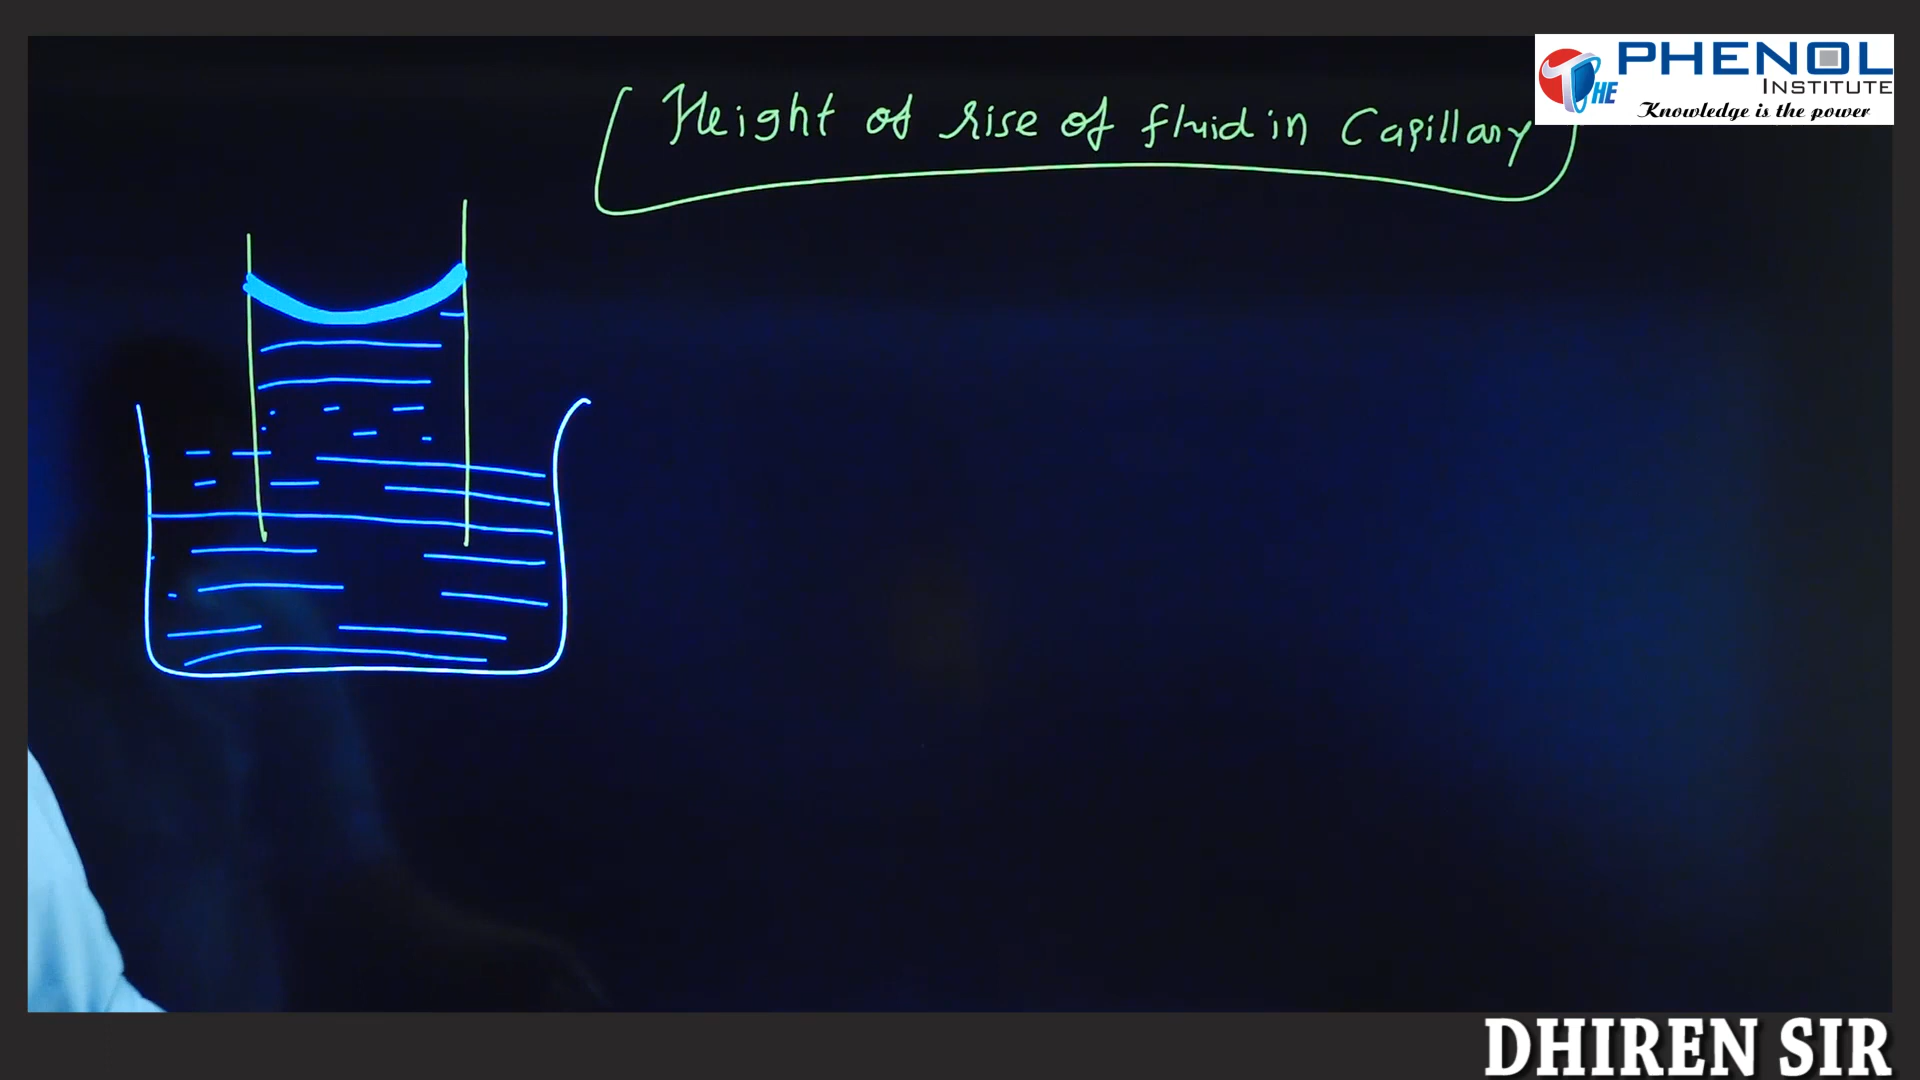 Height of rise of fluid in Capillary
THE PHENOL
INSTITUTE
Knowledge is the power
DHIREN SIR